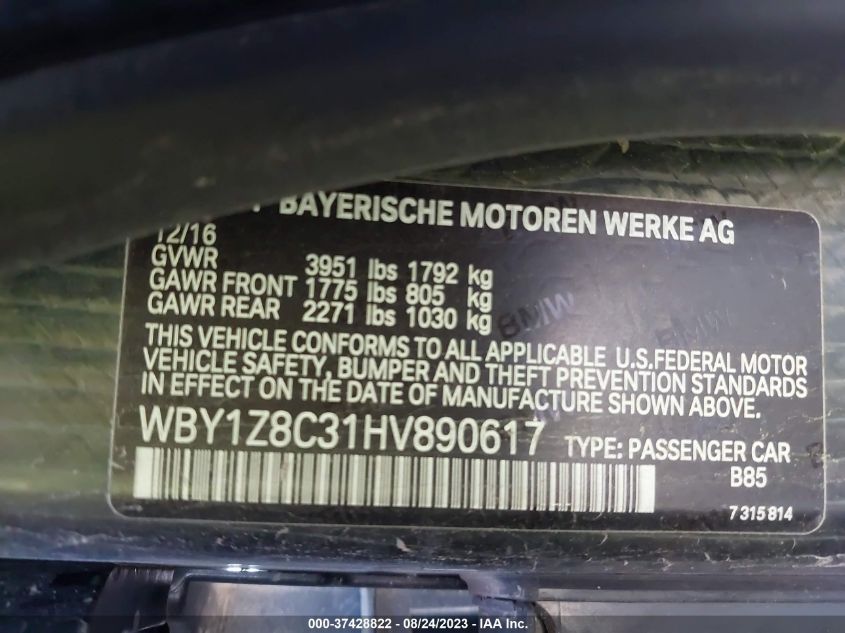 BAYERISCHE MOTOREN WERKE AG
12/16
GVWR 3951 lbs 1792 kg
GAWR FRONT 1775 lbs 805 kg
GAWR REAR 2271 lbs 1030 kg
THIS VEHICLE CONFORMS TO ALL APPLICABLE U.S.FEDERAL MOTOR
VEHICLE SAFETY, BUMPER AND THEFT PREVENTION STANDARDS
IN EFFECT ON THE DATE OF MANUFACTURE SHOWN ABOVE.
WBY1Z8C31HV890617 TYPE: PASSENGER CAR
B85
7 315 814
BMW
BMW
000-37428822 - 08/24/2023 - IAA Inc.